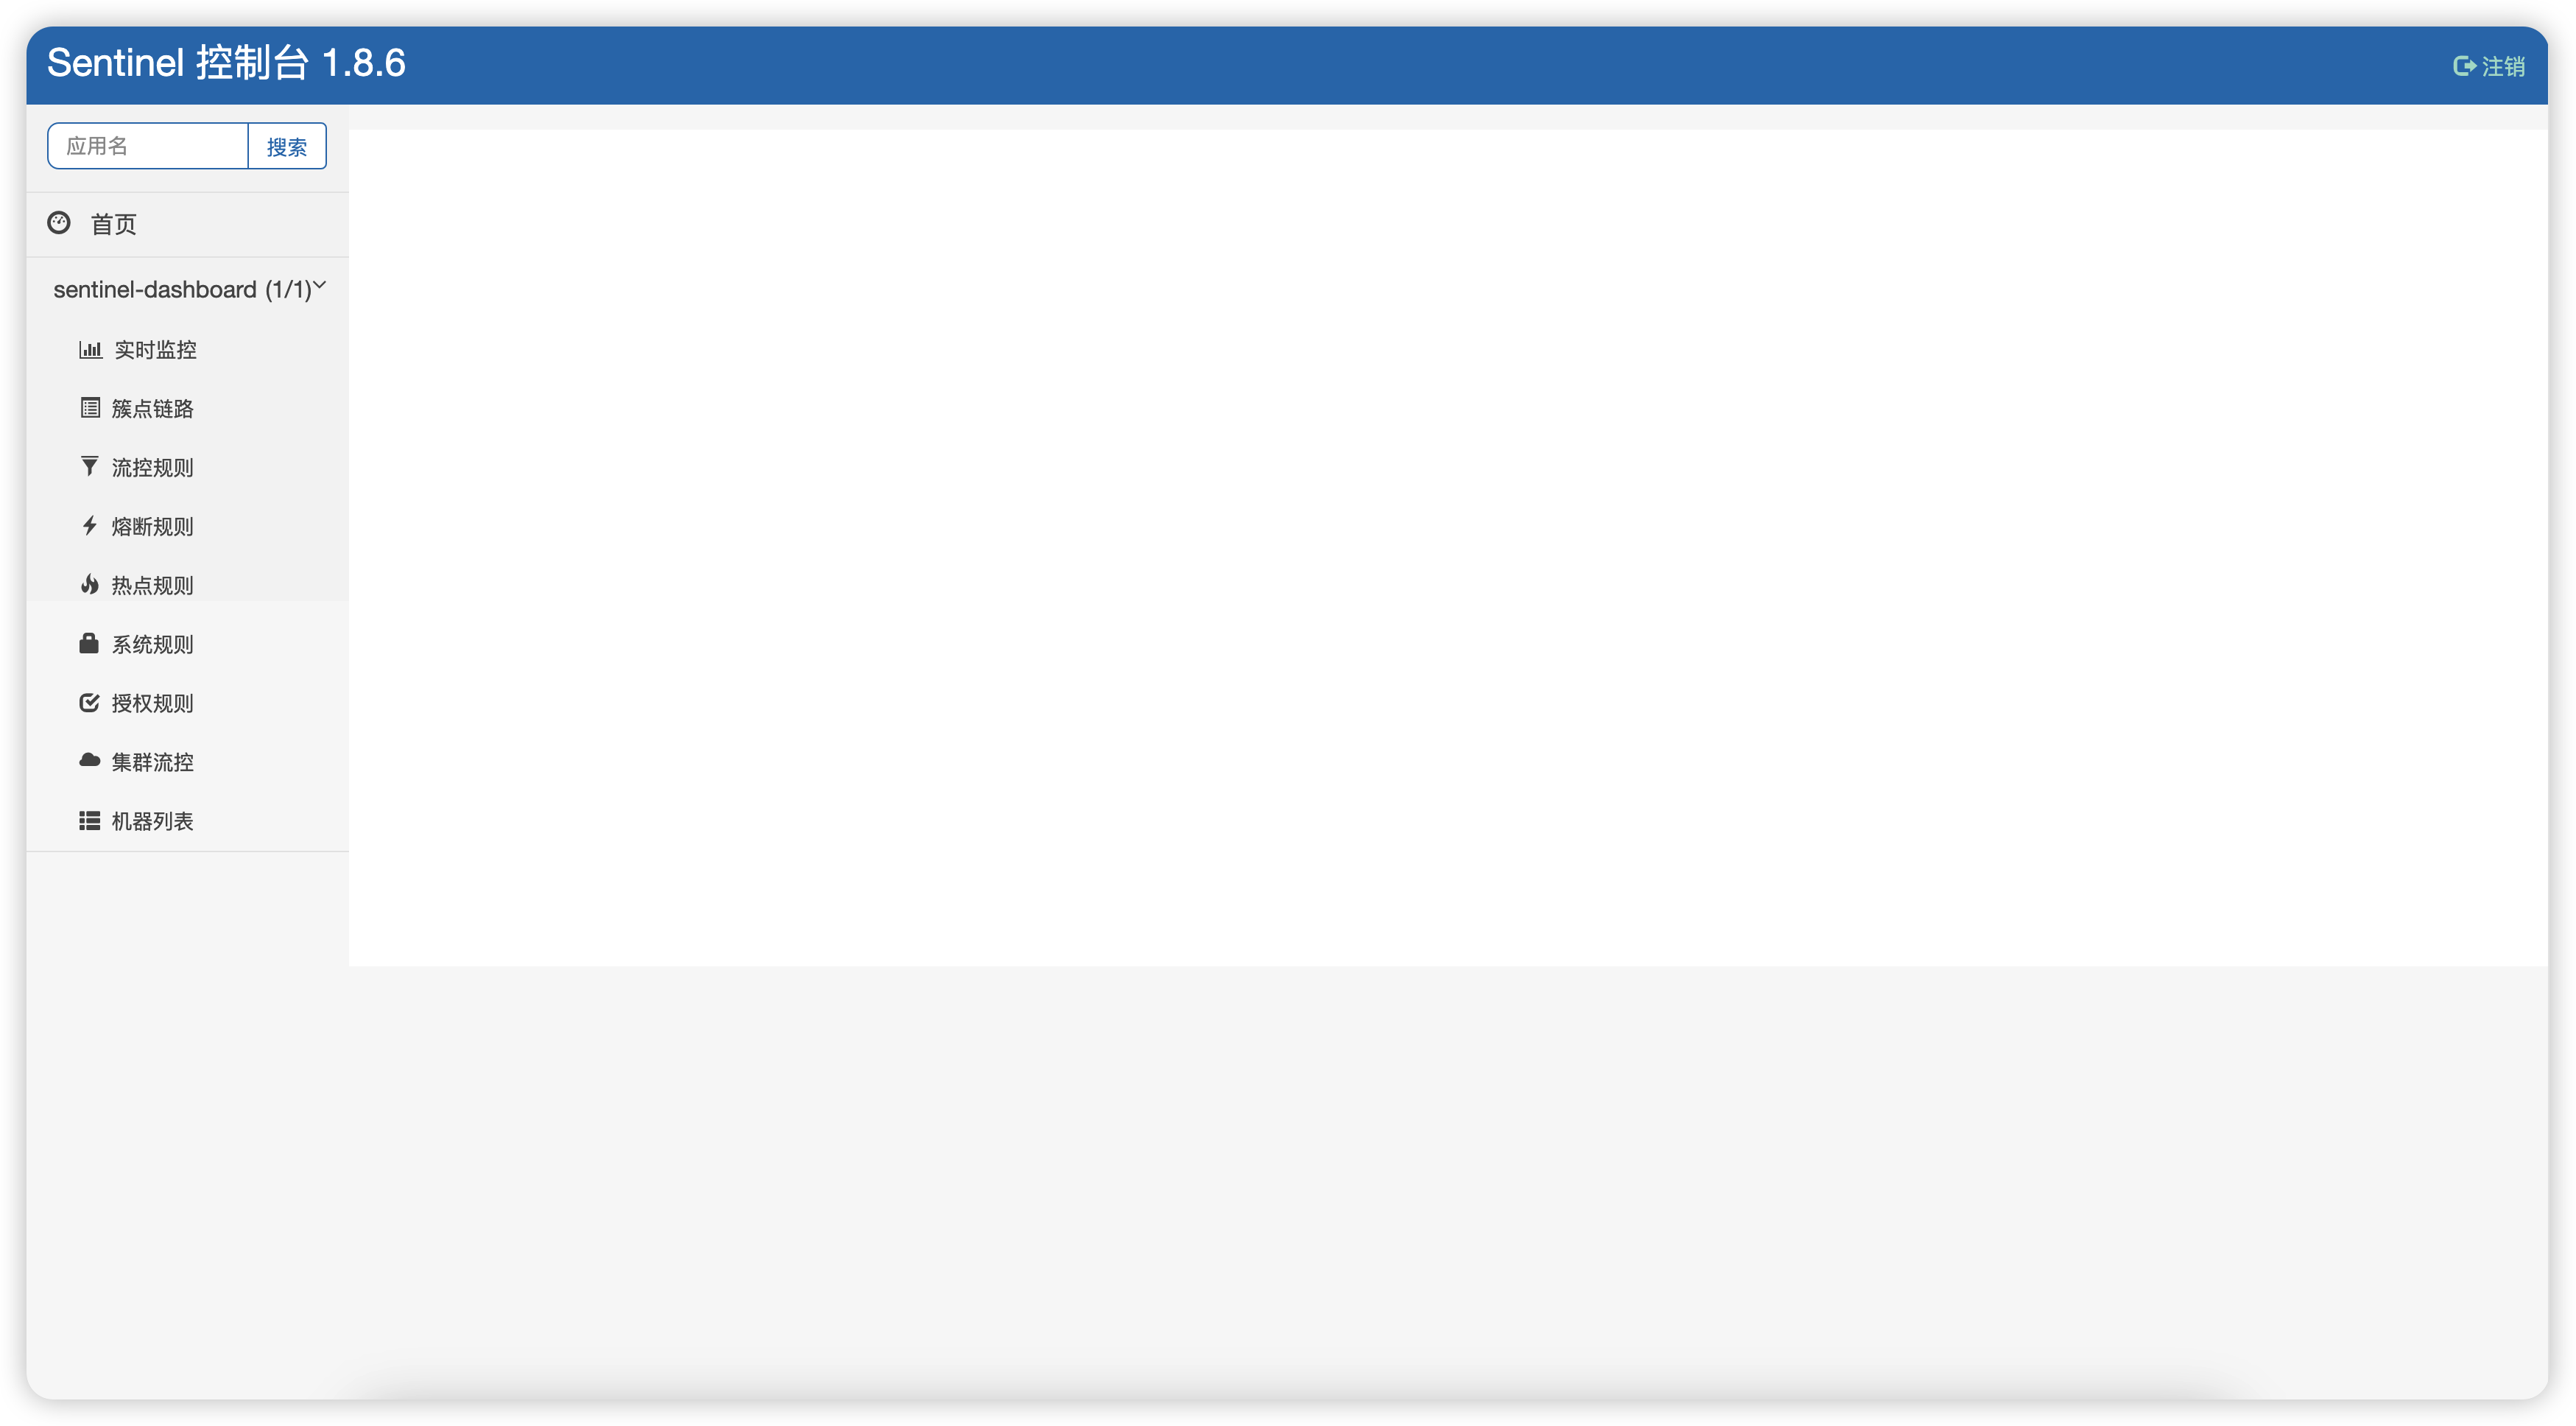 Sentinel 控制台 1.8.6
注销
应用名 搜索
首页
sentinel-dashboard (1/1)
实时监控
簇点链路
流控规则
熔断规则
热点规则
系统规则
授权规则
集群流控
机器列表